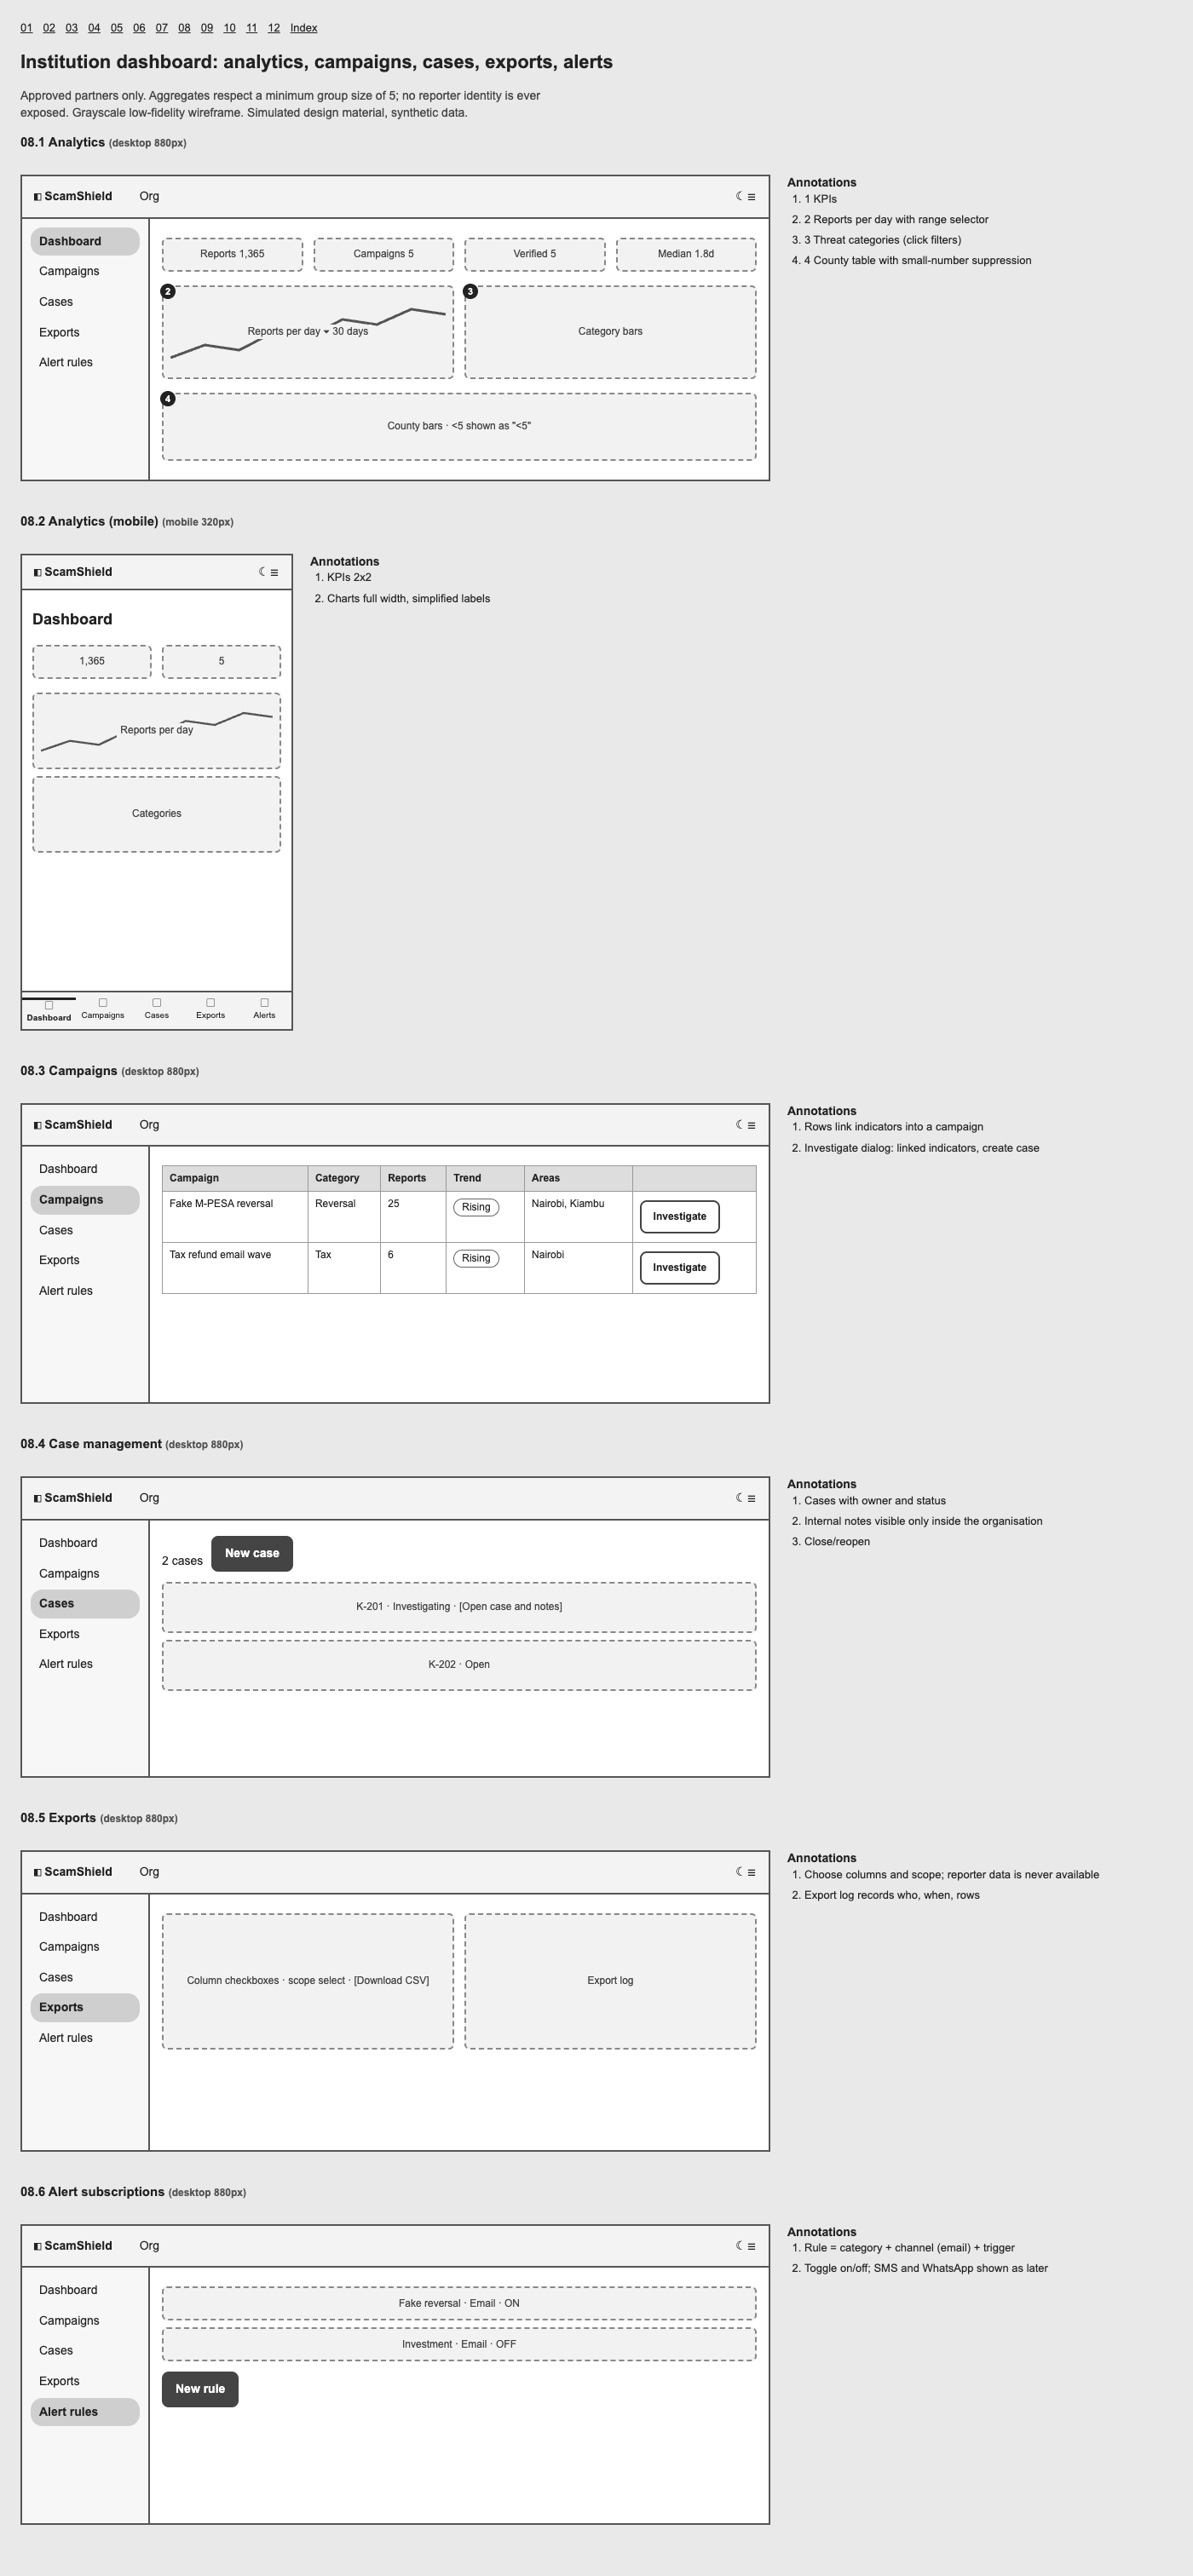 01 02 03 04 05 06 07 08 09 10 11 12 Index
Institution dashboard: analytics, campaigns, cases, exports, alerts
Approved partners only. Aggregates respect a minimum group size of 5; no reporter identity is ever
exposed. Grayscale low-fidelity wireframe. Simulated design material, synthetic data.
08.1 Analytics (desktop 880px)
ScamShield Org
Dashboard
Campaigns
Cases
Exports
Alert rules
Reports 1,365
Campaigns 5
Verified 5
Median 1.8d
2
Reports per day ▾ 30 days
3
Category bars
4
County bars · <5 shown as "<5"
Annotations
1. 1 KPIs
2. 2 Reports per day with range selector
3. 3 Threat categories (click filters)
4. 4 County table with small-number suppression
08.2 Analytics (mobile) (mobile 320px)
ScamShield
Dashboard
1,365
5
Reports per day
Categories
Dashboard Campaigns Cases Exports Alerts
Annotations
1. KPIs 2x2
2. Charts full width, simplified labels
08.3 Campaigns (desktop 880px)
ScamShield Org
Dashboard
Campaigns
Cases
Exports
Alert rules
Campaign Category Reports Trend Areas
Fake M-PESA reversal Reversal 25 Rising Nairobi, Kiambu Investigate
Tax refund email wave Tax 6 Rising Nairobi Investigate
Annotations
1. Rows link indicators into a campaign
2. Investigate dialog: linked indicators, create case
08.4 Case management (desktop 880px)
ScamShield Org
Dashboard
Campaigns
Cases
Exports
Alert rules
2 cases New case
K-201 · Investigating · [Open case and notes]
K-202 · Open
Annotations
1. Cases with owner and status
2. Internal notes visible only inside the organisation
3. Close/reopen
08.5 Exports (desktop 880px)
ScamShield Org
Dashboard
Campaigns
Cases
Exports
Alert rules
Column checkboxes · scope select · [Download CSV]
Export log
Annotations
1. Choose columns and scope; reporter data is never available
2. Export log records who, when, rows
08.6 Alert subscriptions (desktop 880px)
ScamShield Org
Dashboard
Campaigns
Cases
Exports
Alert rules
Fake reversal · Email · ON
Investment · Email · OFF
New rule
Annotations
1. Rule = category + channel (email) + trigger
2. Toggle on/off; SMS and WhatsApp shown as later